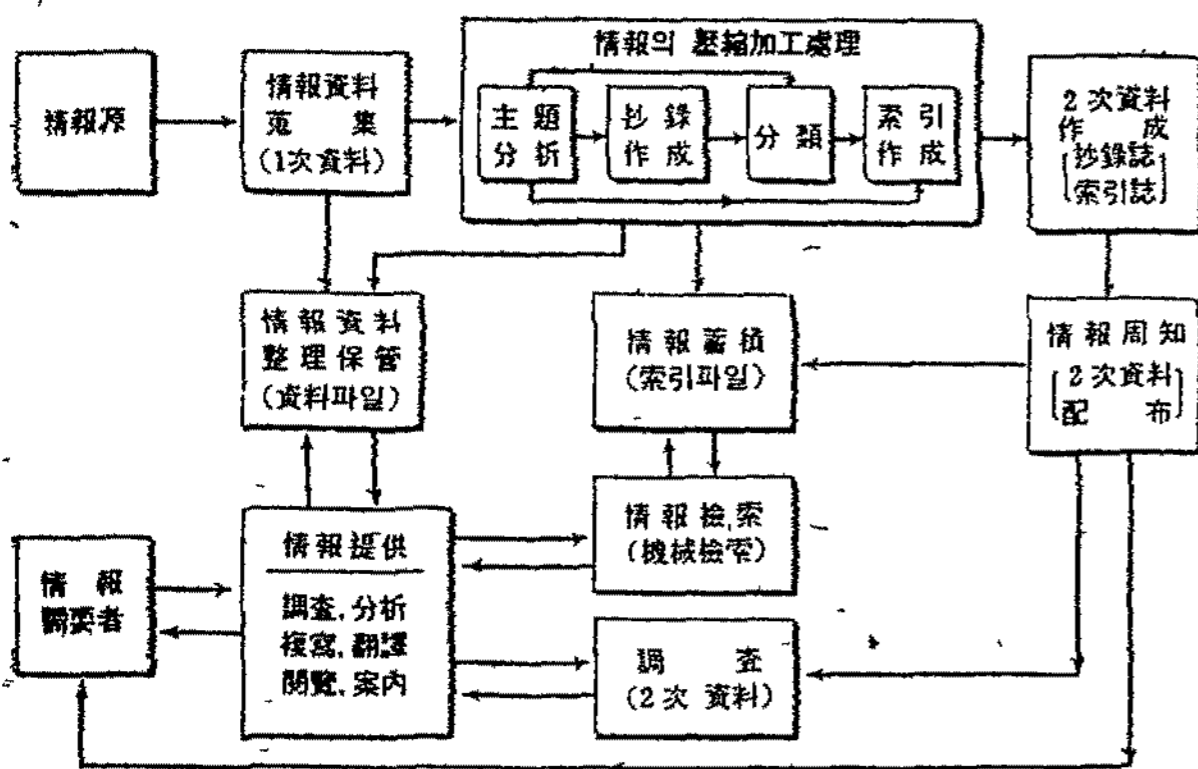 情報의 壓縮加工處理
情報源
情報資料
蒐集
(1次資料)
主題
分析
抄錄
作成
分類
索引
作成
2次資料
作成
[抄錄誌
索引誌]
情報資料
整理保管
(資料파일)
情報蓄積
(索引파일)
情報周知
[2次資料
配布]
情報
需要者
情報提供
調査, 分析
複寫, 翻譯
閱覽, 案內
情報檢索
(機械檢索)
調査
(2次 資料)